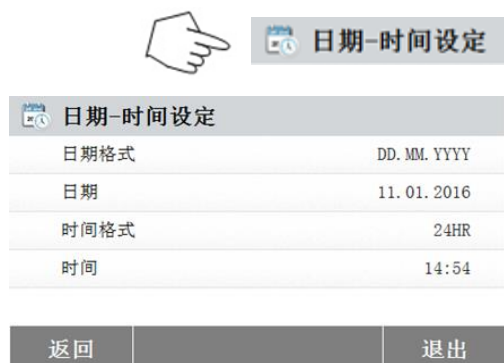 日期-时间设定
日期-时间设定
日期格式 DD.MM.YYYY
日期 11.01.2016
时间格式 24HR
时间 14:54
返回 退出